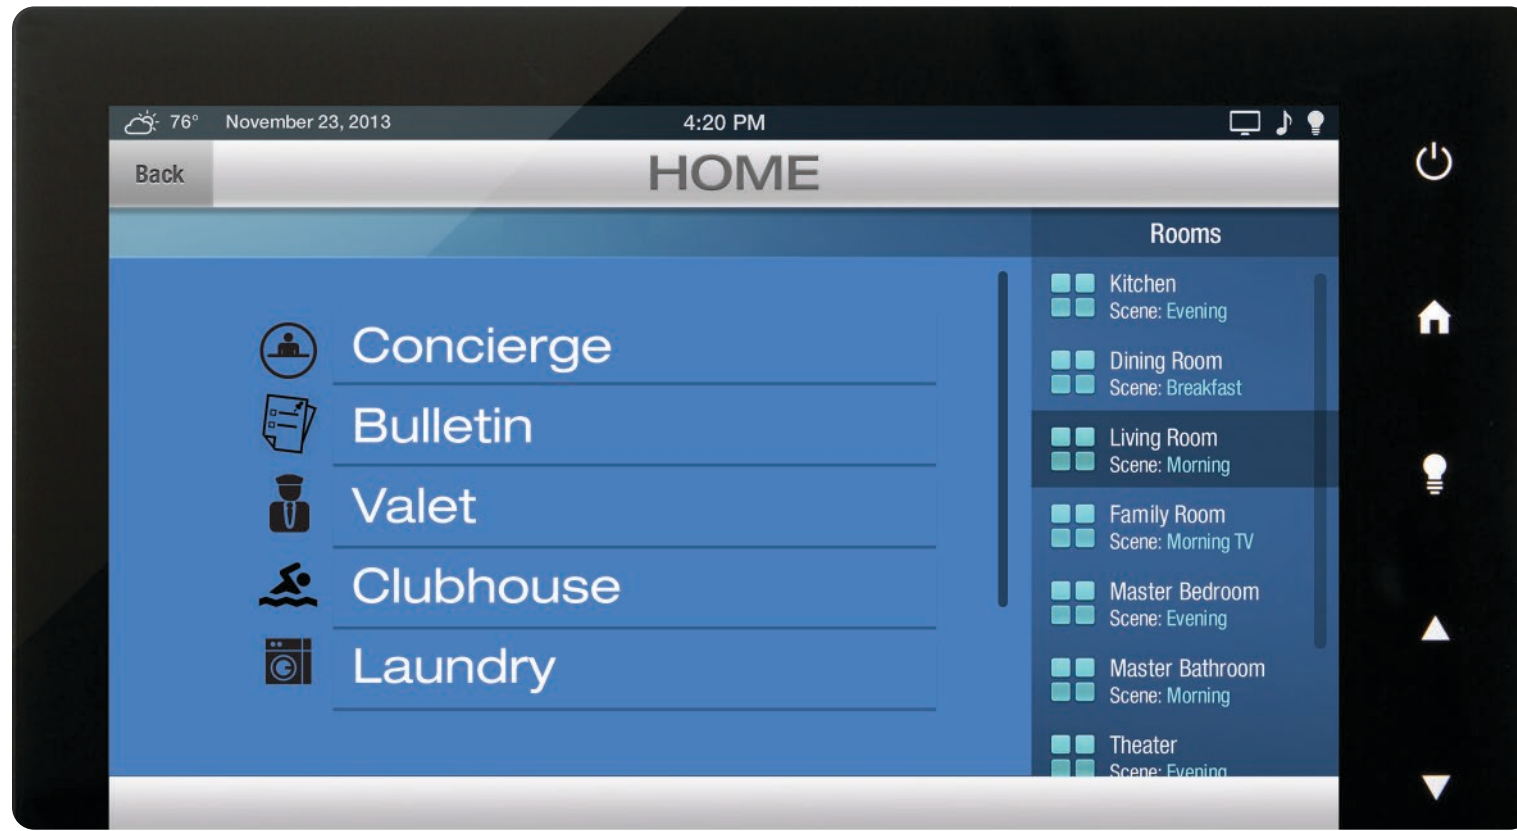 76° November 23, 2013 4:20 PM
Back HOME
Rooms
Concierge
Bulletin
Valet
Clubhouse
Laundry
Kitchen
Scene: Evening
Dining Room
Scene: Breakfast
Living Room
Scene: Morning
Family Room
Scene: Morning TV
Master Bedroom
Scene: Evening
Master Bathroom
Scene: Morning
Theater
Scene: Evening